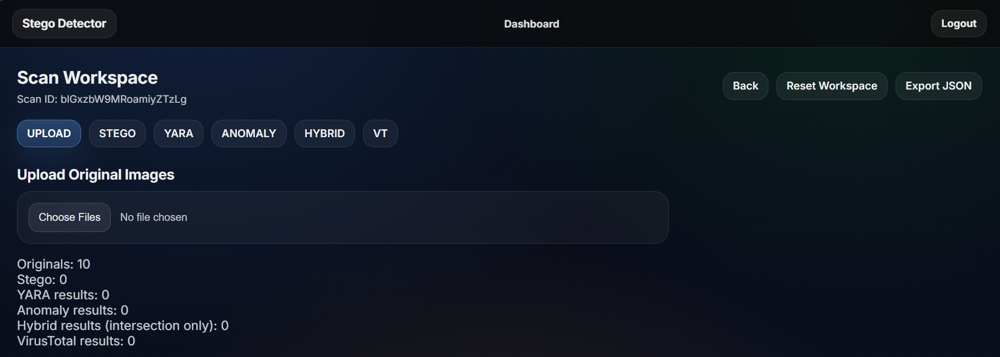 Stego Detector
Dashboard
Logout
Scan Workspace
Scan ID: blGxzbW9MRoamiyZTzLg
Back
Reset Workspace
Export JSON
UPLOAD
STEGO
YARA
ANOMALY
HYBRID
VT
Upload Original Images
Choose Files
No file chosen
Originals: 10
Stego: 0
YARA results: 0
Anomaly results: 0
Hybrid results (intersection only): 0
VirusTotal results: 0